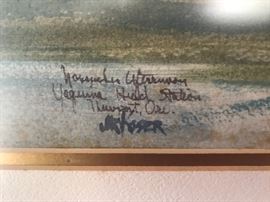 November Afternoon
Yaquina Head Station
Newport, Ore.